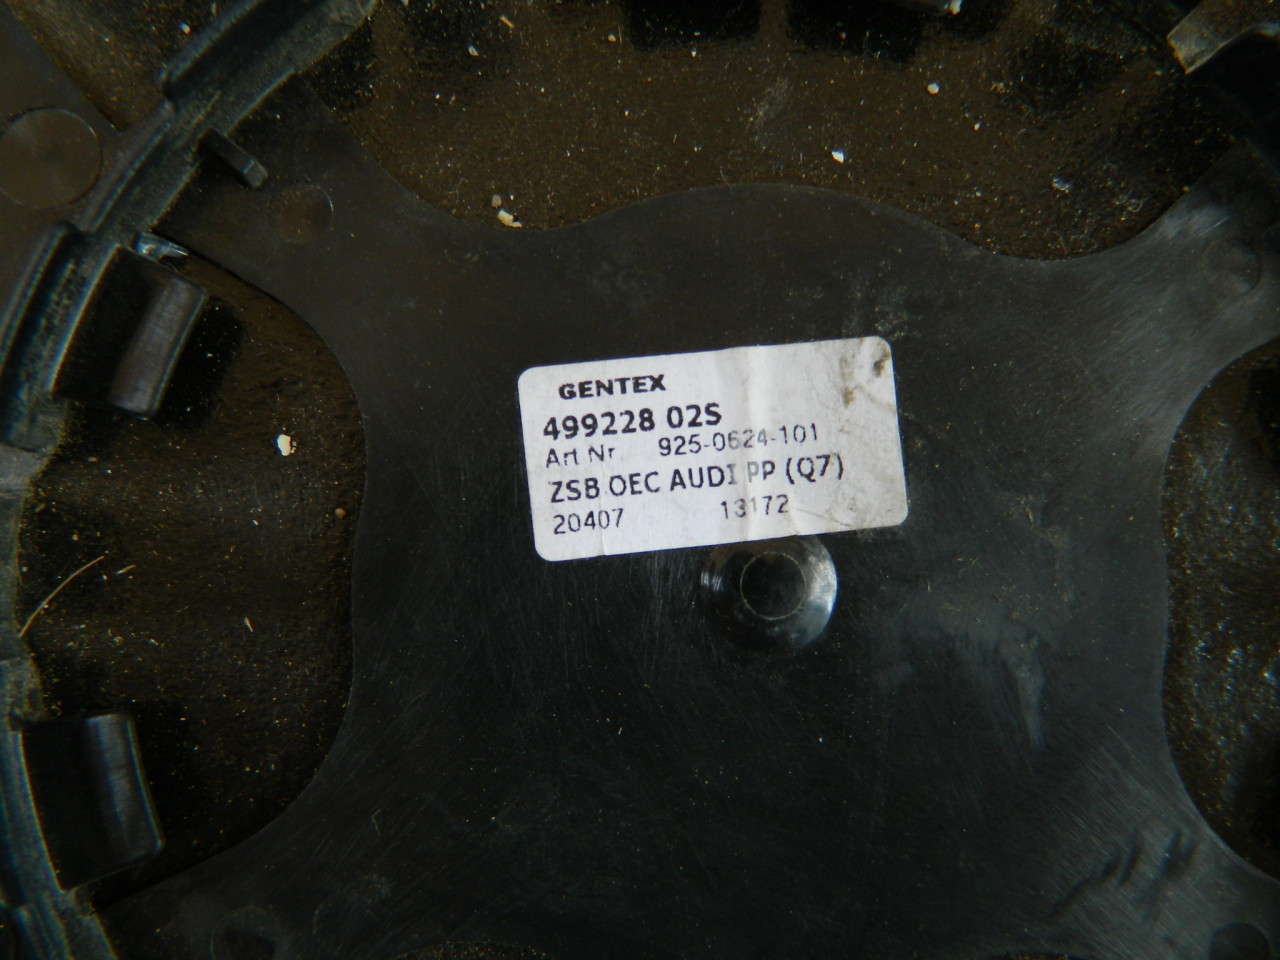 GENTEX
499228 02S
Art Nr 925-0624-101
ZSB OEC AUDI PP (Q7)
20407 13172